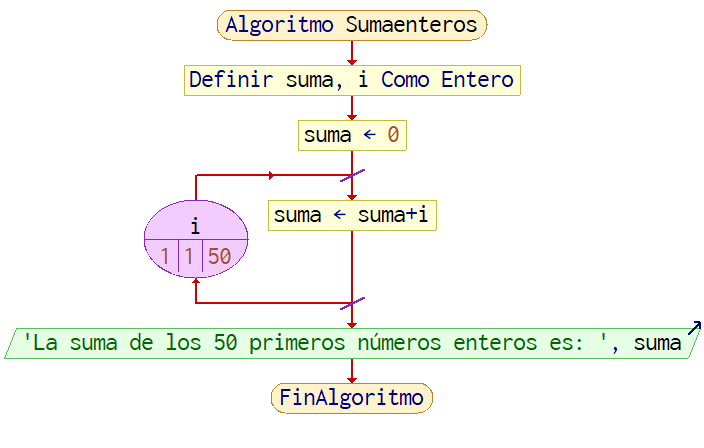 Algoritmo Sumaenteros
Definir suma, i Como Entero
suma ← 0
i
1 1 50
suma ← suma+i
'La suma de los 50 primeros números enteros es: ', suma
FinAlgoritmo